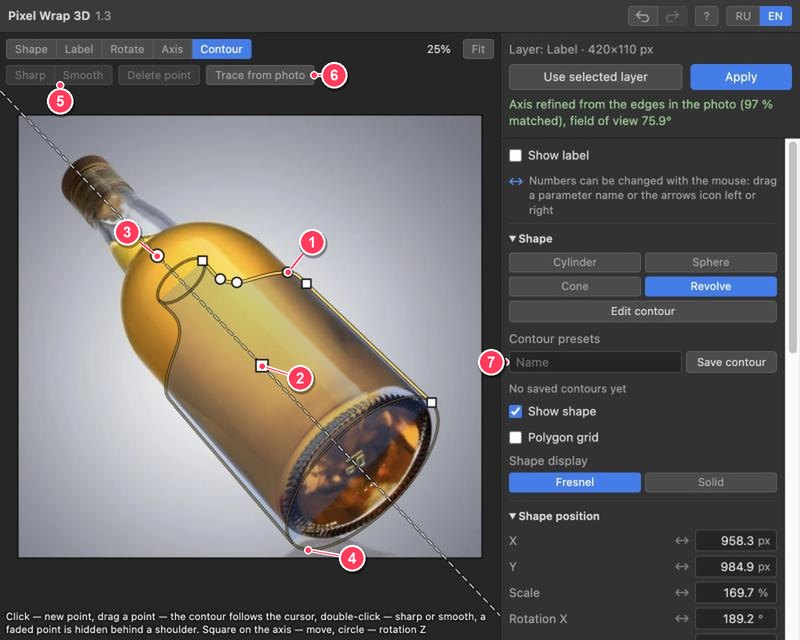 Pixel Wrap 3D 1.3
? RU EN
Shape Label Rotate Axis Contour 25% Fit
Sharp Smooth Delete point Trace from photo 6
5
3
1
2
4
Click — new point, drag a point — the contour follows the cursor, double-click — sharp or smooth, a
faded point is hidden behind a shoulder. Square on the axis — move, circle — rotation Z
Layer: Label · 420×110 px
Use selected layer Apply
Axis refined from the edges in the photo (97 %
matched), field of view 75.9°
Show label
Numbers can be changed with the mouse: drag
a parameter name or the arrows icon left or
right
Shape
Cylinder Sphere
Cone Revolve
Edit contour
Contour presets
7 Name Save contour
No saved contours yet
Show shape
Polygon grid
Shape display
Fresnel Solid
Shape position
X 958.3 px
Y 984.9 px
Scale 169.7 %
Rotation X 189.2 °